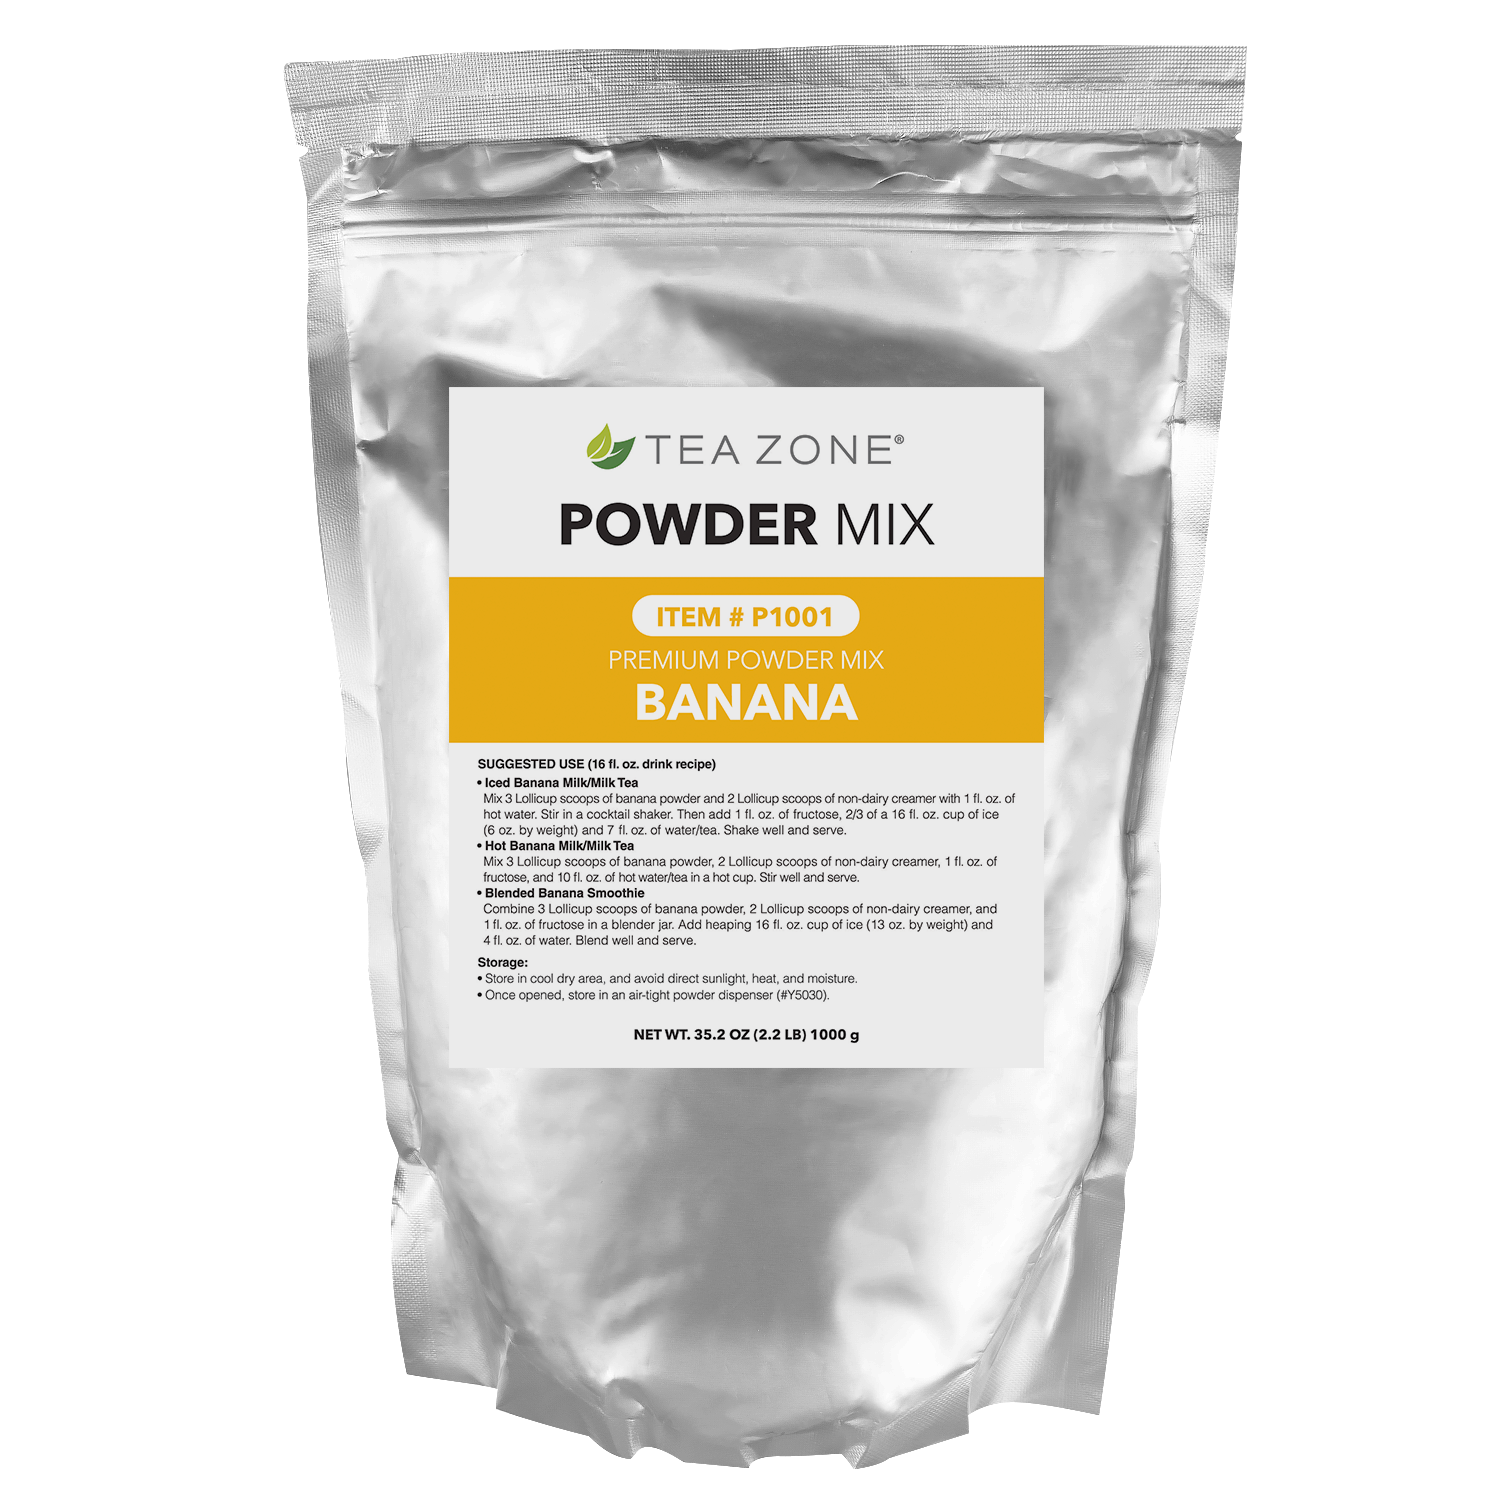 TEA ZONE®
POWDER MIX
ITEM # P1001
PREMIUM POWDER MIX
BANANA
SUGGESTED USE (16 fl. oz. drink recipe)
• Iced Banana Milk/Milk Tea
Mix 3 Lollicup scoops of banana powder and 2 Lollicup scoops of non-dairy creamer with 1 fl. oz. of
hot water. Stir in a cocktail shaker. Then add 1 fl. oz. of fructose, 2/3 of a 16 fl. oz. cup of ice
(6 oz. by weight) and 7 fl. oz. of water/tea. Shake well and serve.
• Hot Banana Milk/Milk Tea
Mix 3 Lollicup scoops of banana powder, 2 Lollicup scoops of non-dairy creamer, 1 fl. oz. of
fructose, and 10 fl. oz. of hot water/tea in a hot cup. Stir well and serve.
• Blended Banana Smoothie
Combine 3 Lollicup scoops of banana powder, 2 Lollicup scoops of non-dairy creamer, and
1 fl. oz. of fructose in a blender jar. Add heaping 16 fl. oz. cup of ice (13 oz. by weight) and
4 fl. oz. of water. Blend well and serve.
Storage:
• Store in cool dry area, and avoid direct sunlight, heat, and moisture.
• Once opened, store in an air-tight powder dispenser (#Y5030).
NET WT. 35.2 OZ (2.2 LB) 1000 g